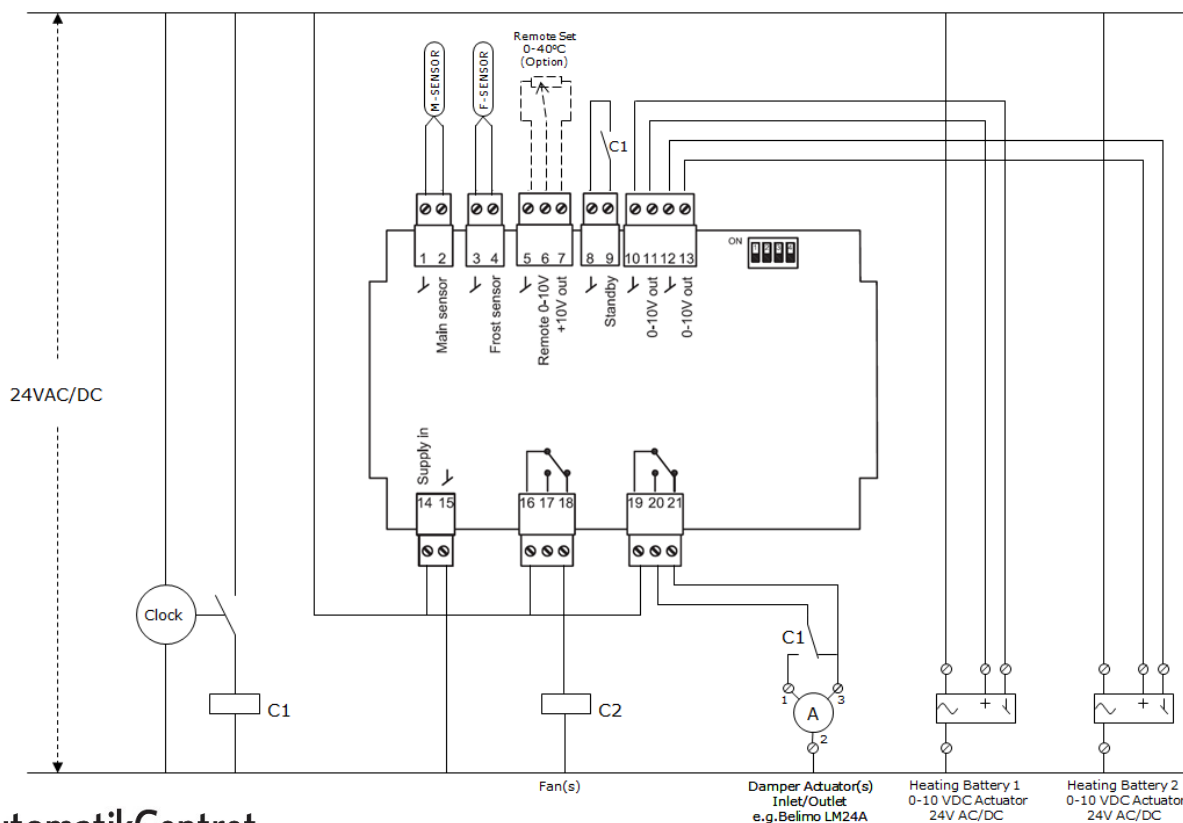 Remote Set
0-40ºC
(Option)
M-SENSOR
F-SENSOR
C1
ON
1 2 3 4
1 2 3 4 5 6 7 8 9 10 11 12 13
Main sensor
Frost sensor
Remote 0-10V
+10V out
Standby
0-10V out
0-10V out
24VAC/DC
Supply in
14 15 16 17 18 19 20 21
Clock
C1
C2
C1
1
3
A
2
+
+
Fan(s)
Damper Actuator(s)
Inlet/Outlet
e.g.Belimo LM24A
Heating Battery 1
0-10 VDC Actuator
24V AC/DC
Heating Battery 2
0-10 VDC Actuator
24V AC/DC